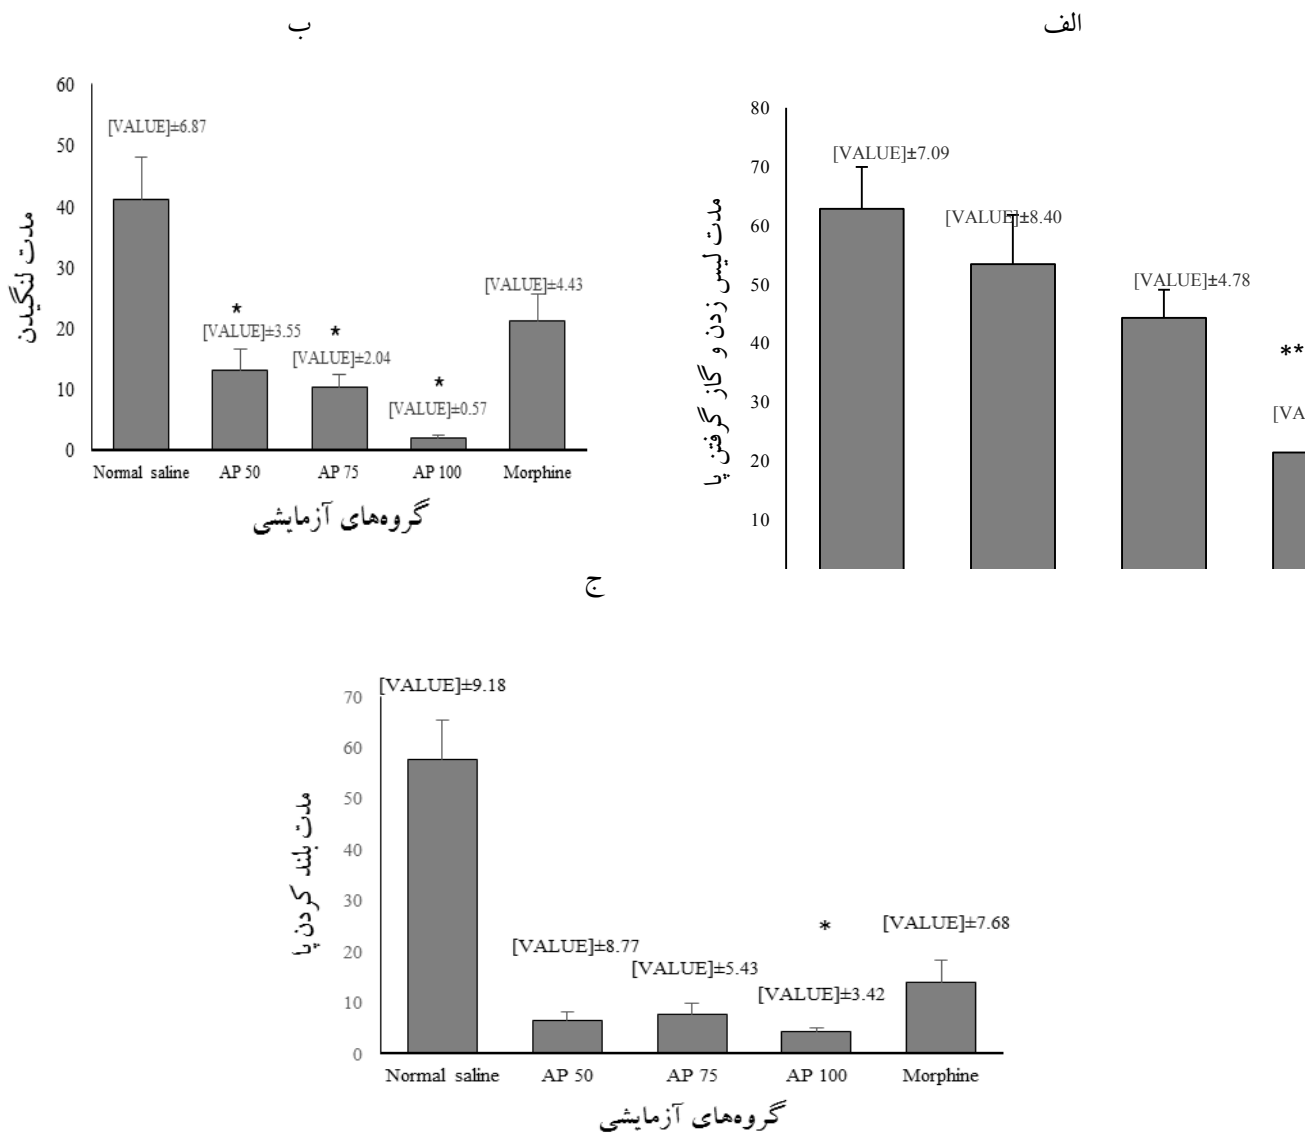 الف
مدت لیس زدن و گاز گرفتن پا
80
70
60
50
40
30
20
10
[VALUE]±7.09
[VALUE]±8.40
[VALUE]±4.78
**
[VA
ب
مدت لنگیدن
60
50
40
30
20
10
0
[VALUE]±6.87
*
[VALUE]±3.55
*
[VALUE]±2.04
*
[VALUE]±0.57
[VALUE]±4.43
Normal saline AP 50 AP 75 AP 100 Morphine
گروه‌های آزمایشی
ج
مدت بلند کردن پا
70
60
50
40
30
20
10
0
[VALUE]±9.18
[VALUE]±8.77
[VALUE]±5.43
*
[VALUE]±3.42
[VALUE]±7.68
Normal saline AP 50 AP 75 AP 100 Morphine
گروه‌های آزمایشی